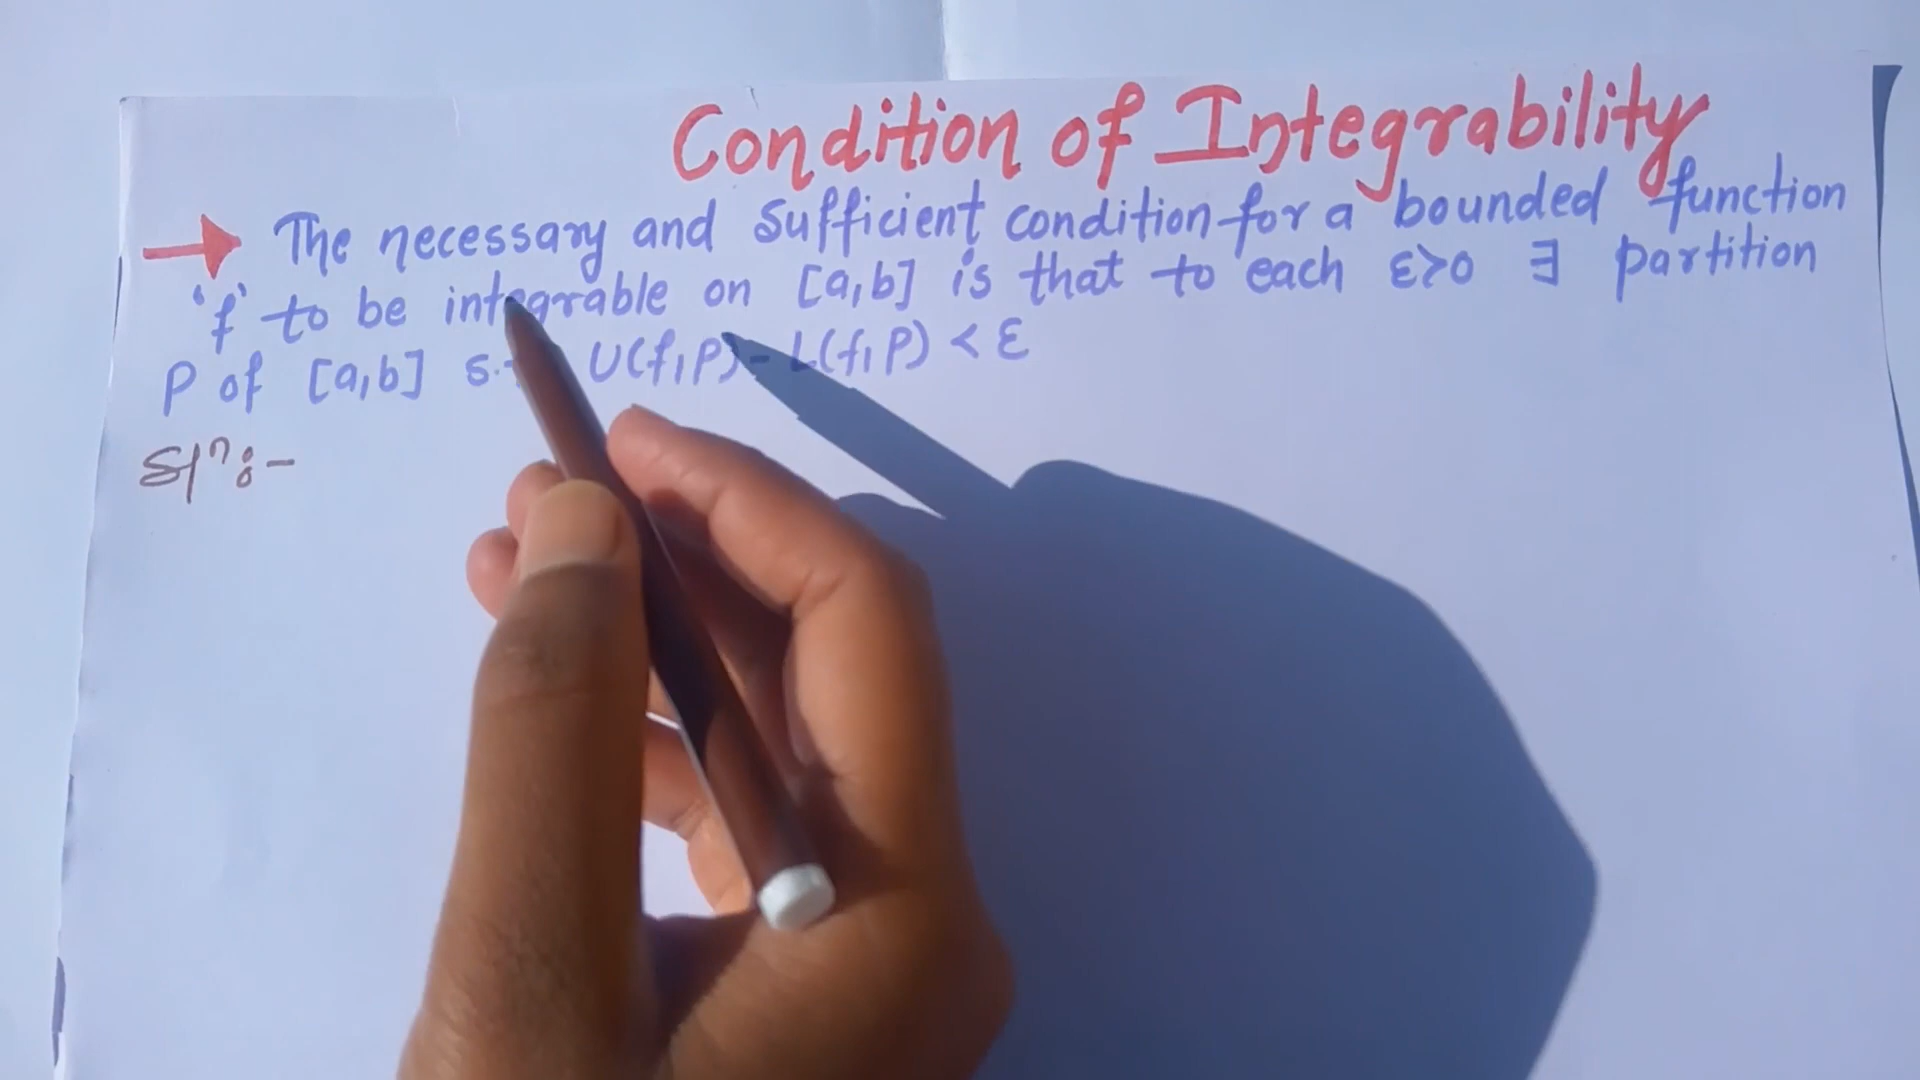 Condition of Integrability
The necessary and sufficient condition for a bounded function
'f' to be integrable on [a,b] is that to each ε>0 ∃ partition
P of [a,b] U(f,P) - L(f,P) < ε
Slⁿ:-